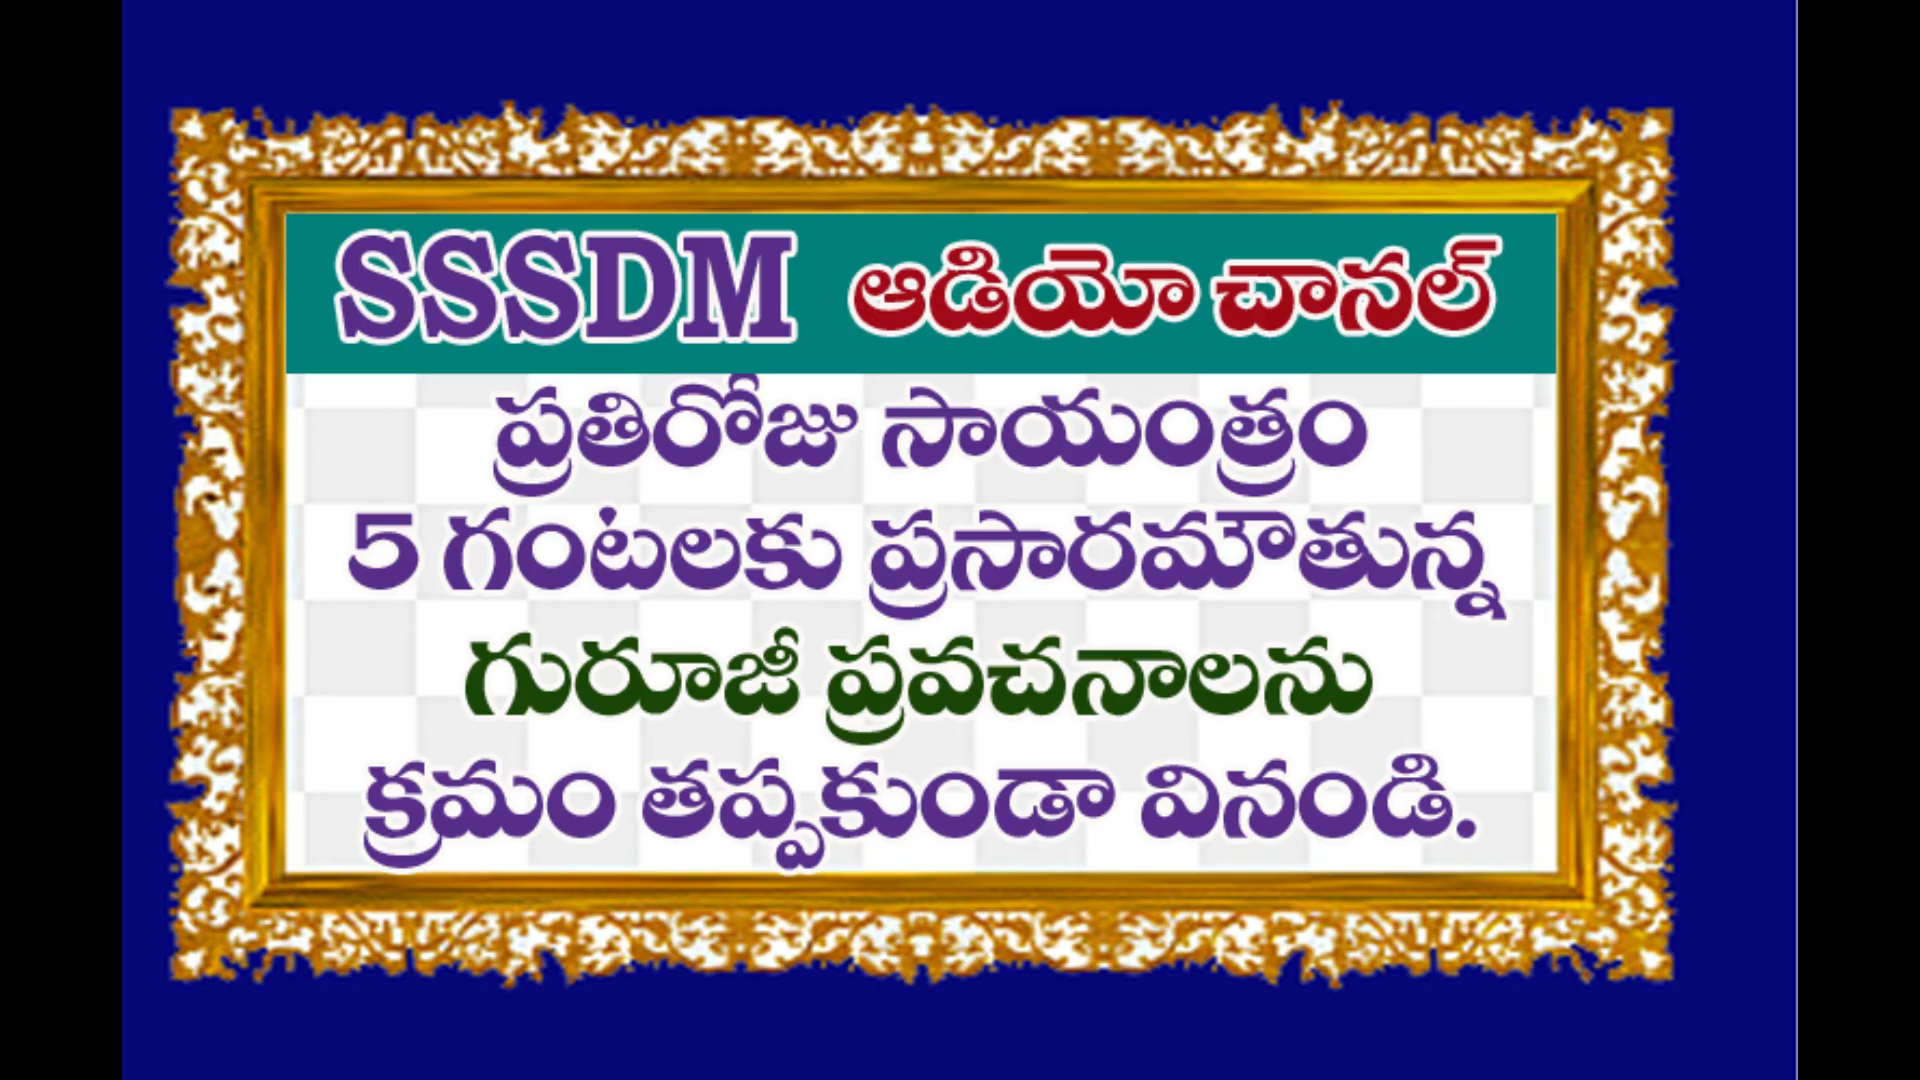 SSSDM ఆడియో చానల్
ప్రతిరోజు సాయంత్రం
5 గంటలకు ప్రసారమౌతున్న
గురూజీ ప్రవచనాలను
క్రమం తప్పకుండా వినండి.